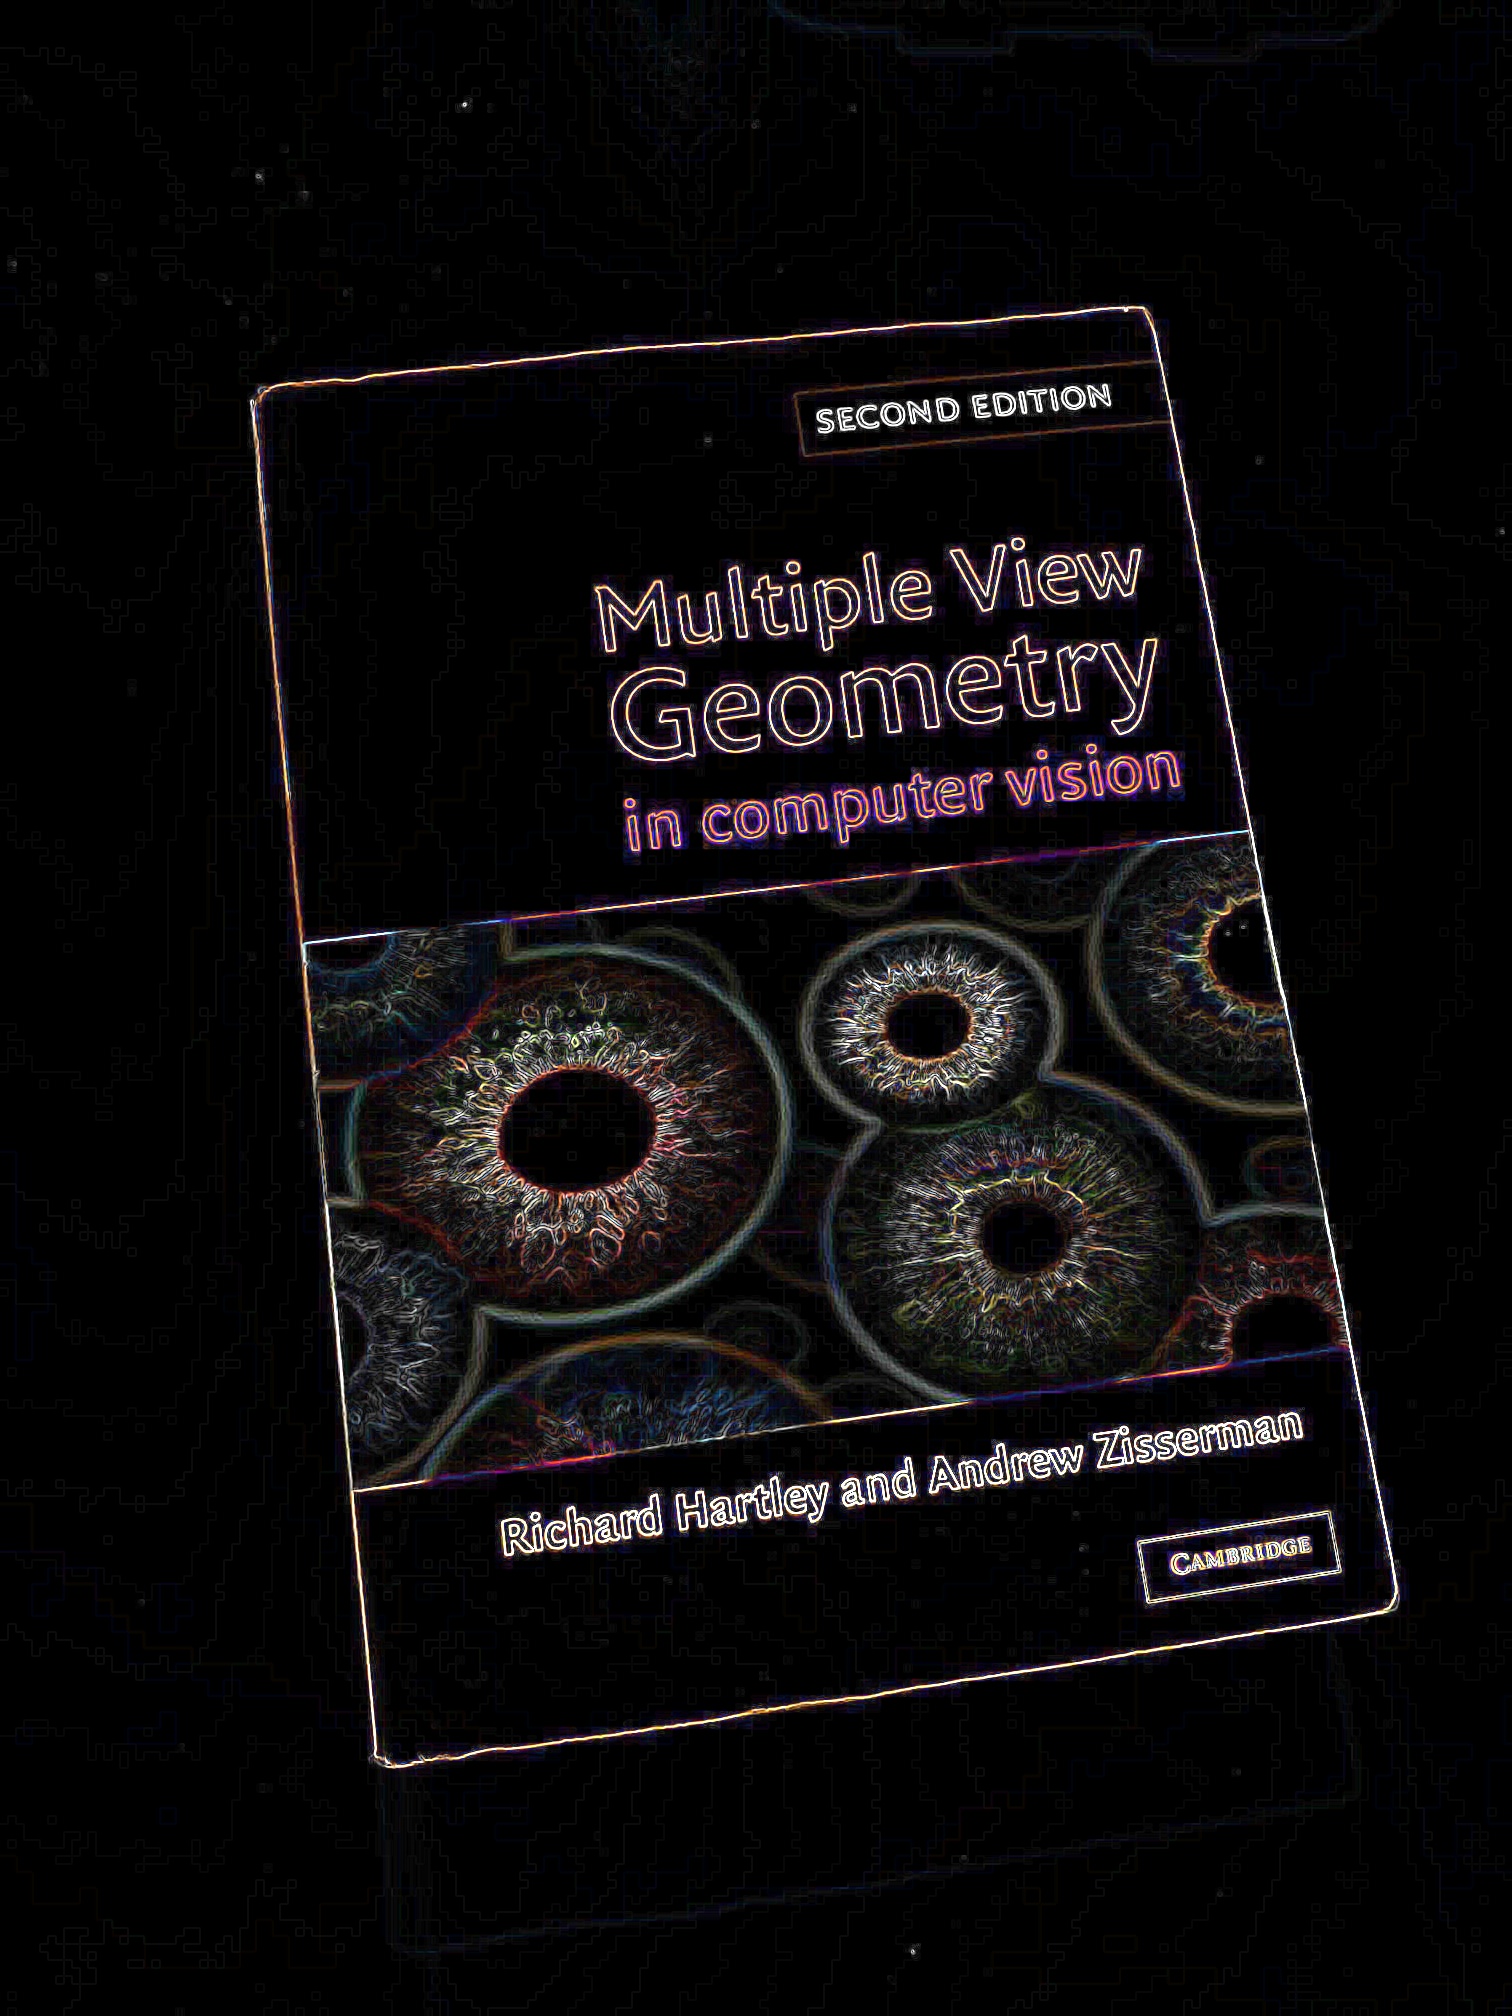 SECOND EDITION
Multiple View
Geometry
in computer vision
Richard Hartley and Andrew Zisserman
CAMBRIDGE